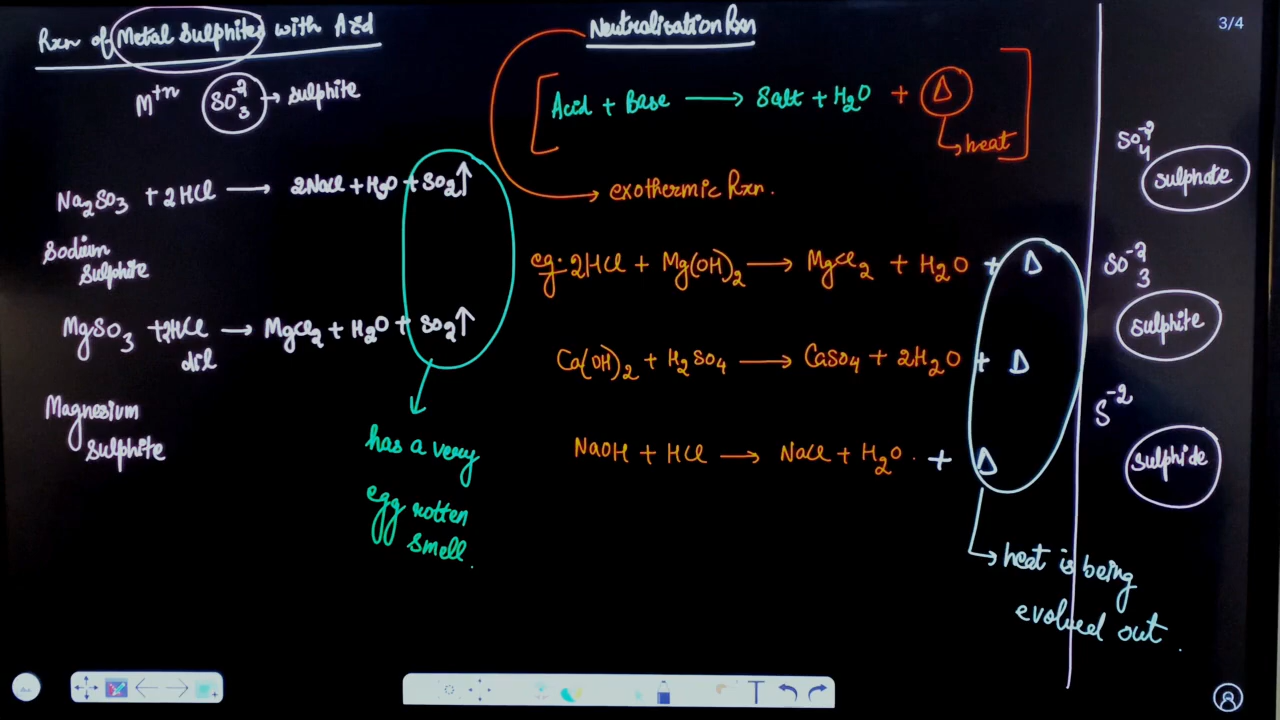 Rxn of Metal Sulphites with Acid
M⁺ⁿ SO₃⁻² → sulphite
Na₂SO₃ + 2HCl → 2NaCl + H₂O + SO₂↑
Sodium
Sulphite
MgSO₃ + 2HCl → MgCl₂ + H₂O + SO₂↑
dil
Magnesium
Sulphite
has a very
egg rotten
smell.
Neutralisation Rxn
[Acid + Base → Salt + H₂O + Δ]
heat
→ exothermic Rxn.
eg. 2HCl + Mg(OH)₂ → MgCl₂ + H₂O + Δ
Ca(OH)₂ + H₂SO₄ → CaSO₄ + 2H₂O + Δ
NaOH + HCl → NaCl + H₂O. + Δ
→ heat is being
evolved out.
3/4
SO₄⁻²
sulphate
SO₃⁻²
sulphite
S⁻²
sulphide
T